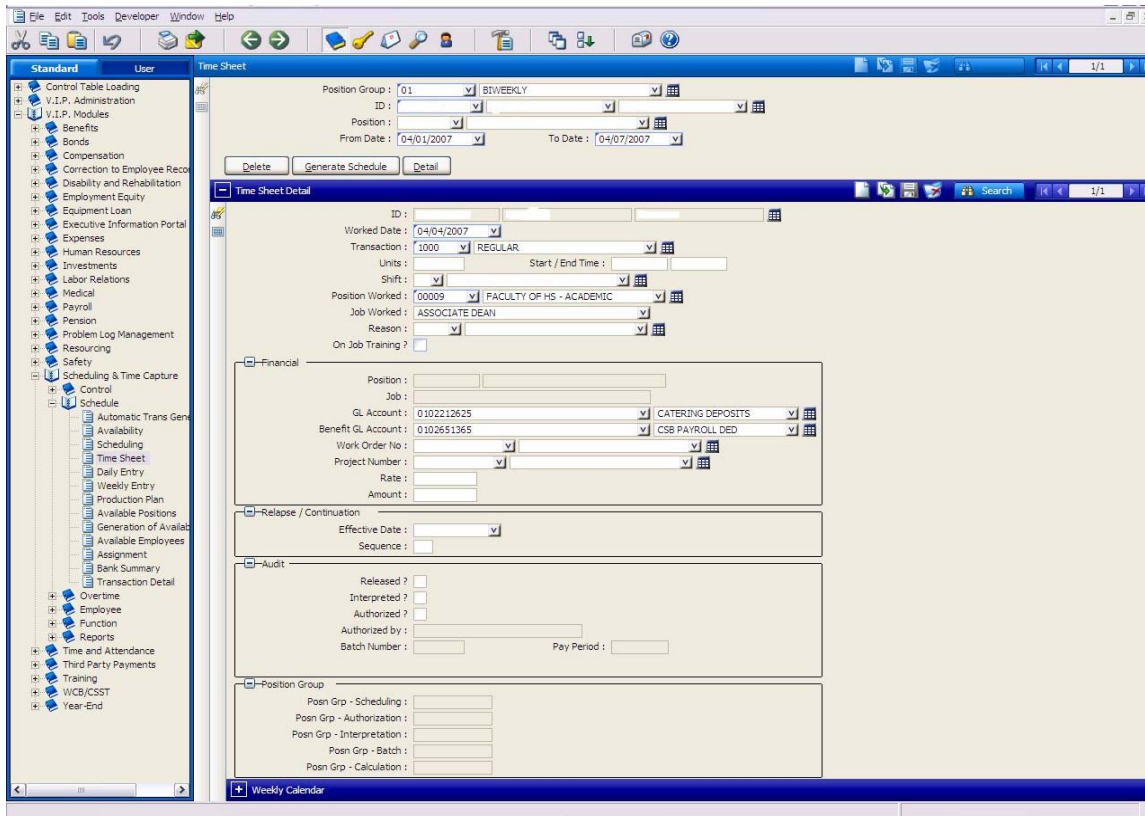 File Edit Tools Developer Window Help
Standard User
Time Sheet
1/1
Control Table Loading
V.I.P. Administration
V.I.P. Modules
Benefits
Bonds
Compensation
Correction to Employee Reco
Disability and Rehabilitation
Employment Equity
Equipment Loan
Executive Information Portal
Expenses
Human Resources
Investments
Labor Relations
Medical
Payroll
Pension
Problem Log Management
Resourcing
Safety
Scheduling & Time Capture
Control
Schedule
Automatic Trans Gene
Availability
Scheduling
Time Sheet
Daily Entry
Weekly Entry
Production Plan
Available Positions
Generation of Availab
Available Employees
Assignment
Bank Summary
Transaction Detail
Overtime
Employee
Function
Reports
Time and Attendance
Third Party Payments
Training
WCB/CSST
Year-End
Position Group : 01 BIWEEKLY
ID :
Position :
From Date : 04/01/2007 To Date : 04/07/2007
Delete Generate Schedule Detail
Time Sheet Detail Search 1/1
ID :
Worked Date : 04/04/2007
Transaction : 1000 REGULAR
Units : Start / End Time :
Shift :
Position Worked : 00009 FACULTY OF HS - ACADEMIC
Job Worked : ASSOCIATE DEAN
Reason :
On Job Training ?
Financial
Position :
Job :
GL Account : 0102212625 CATERING DEPOSITS
Benefit GL Account : 0102651365 CSB PAYROLL DED
Work Order No :
Project Number :
Rate :
Amount :
Relapse / Continuation
Effective Date :
Sequence :
Audit
Released ?
Interpreted ?
Authorized ?
Authorized by :
Batch Number : Pay Period :
Position Group
Posn Grp - Scheduling :
Posn Grp - Authorization :
Posn Grp - Interpretation :
Posn Grp - Batch :
Posn Grp - Calculation :
Weekly Calendar